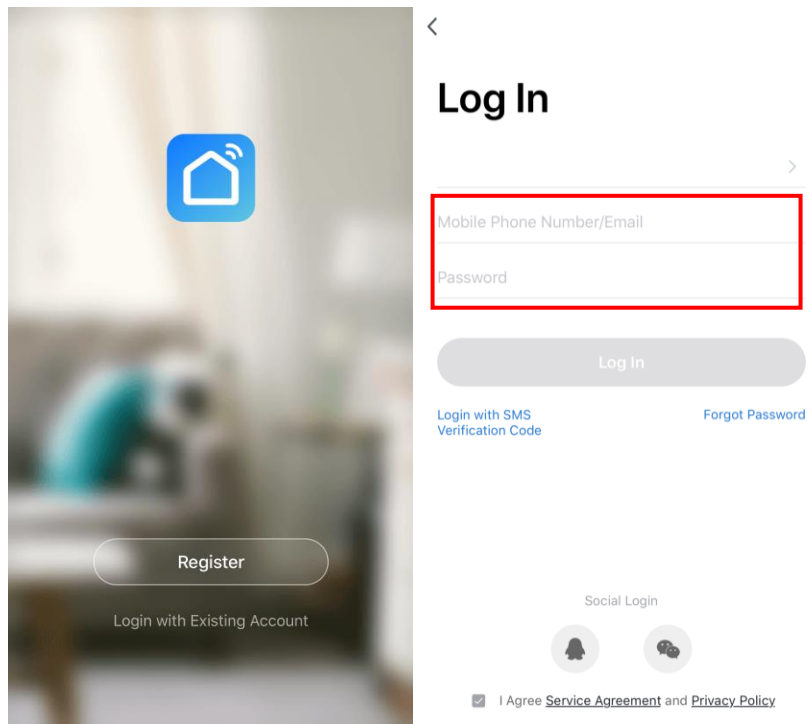 Register
Login with Existing Account
Log In
Mobile Phone Number/Email
Password
Log In
Login with SMS
Verification Code
Forgot Password
Social Login
I Agree Service Agreement and Privacy Policy